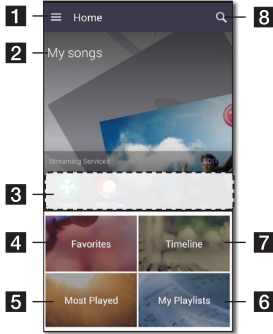 1 Home 8
2 My songs
Streaming Services Edit
3
4 Favorites Timeline 7
5 Most Played My Playlists 6